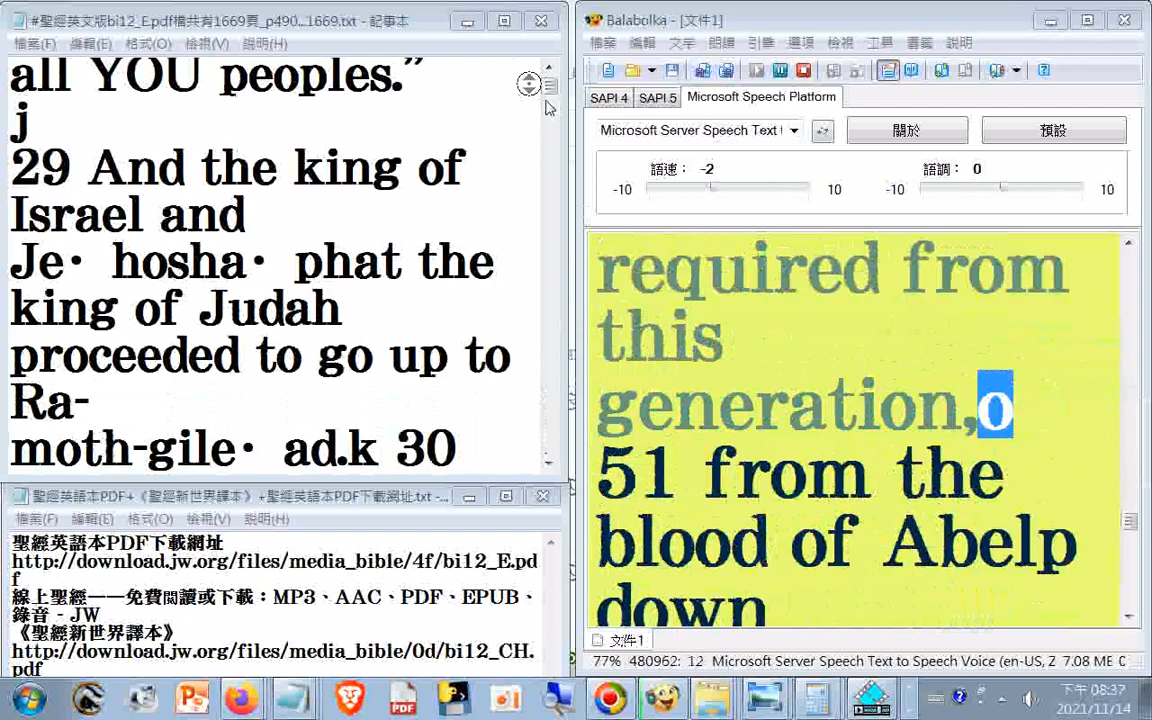 #聖經英文版bi12_E.pdf檔共有1669頁_p490...1669.txt - 記事本
檔案(F) 編輯(E) 格式(O) 檢視(V) 說明(H)
all YOU peoples.”
j
29 And the king of
Israel and
Je· hosha· phat the
king of Judah
proceeded to go up to
Ra-
moth-gile· ad.k 30
聖經英語本PDF+《聖經新世界譯本》+聖經英語本PDF下載網址.txt - ...
檔案(F) 編輯(E) 格式(O) 檢視(V) 說明(H)
聖經英語本PDF下載網址
http://download.jw.org/files/media_bible/4f/bi12_E.pd
f
線上聖經——免費閱讀或下載：MP3、AAC、PDF、EPUB、
錄音 - JW
《聖經新世界譯本》
http://download.jw.org/files/media_bible/0d/bi12_CH.
pdf
Balabolka - [文件1]
檔案 編輯 文字 朗讀 引擎 選項 檢視 工具 書籤 說明
SAPI 4 SAPI 5 Microsoft Speech Platform
Microsoft Server Speech Text 關於 預設
語速： -2 語調： 0
-10 10 -10 10
required from
this
generation,o
51 from the
blood of Abelp
down
文件1
77% 480962: 12 Microsoft Server Speech Text to Speech Voice (en-US, Z 7.08 ME
PDF
下午 08:37
2021/11/14